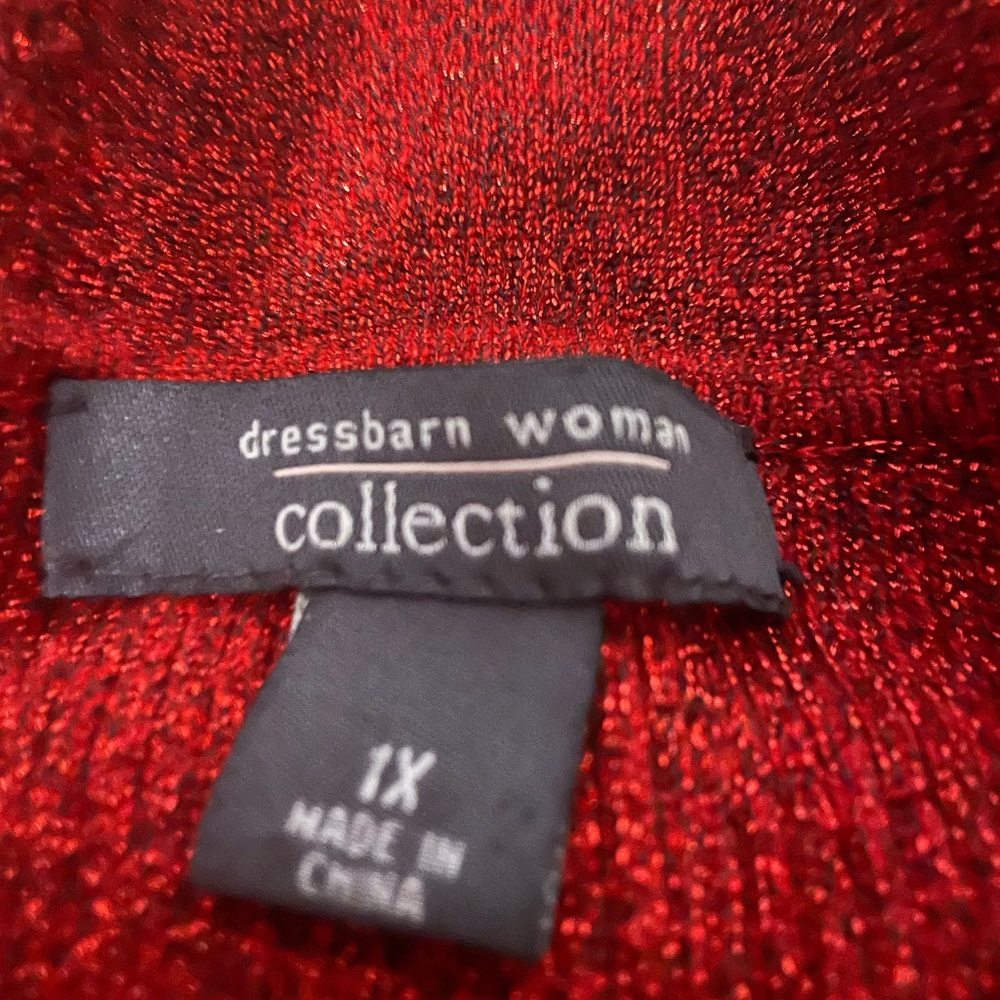 dressbarn woman
collection
1X
MADE IN
CHINA